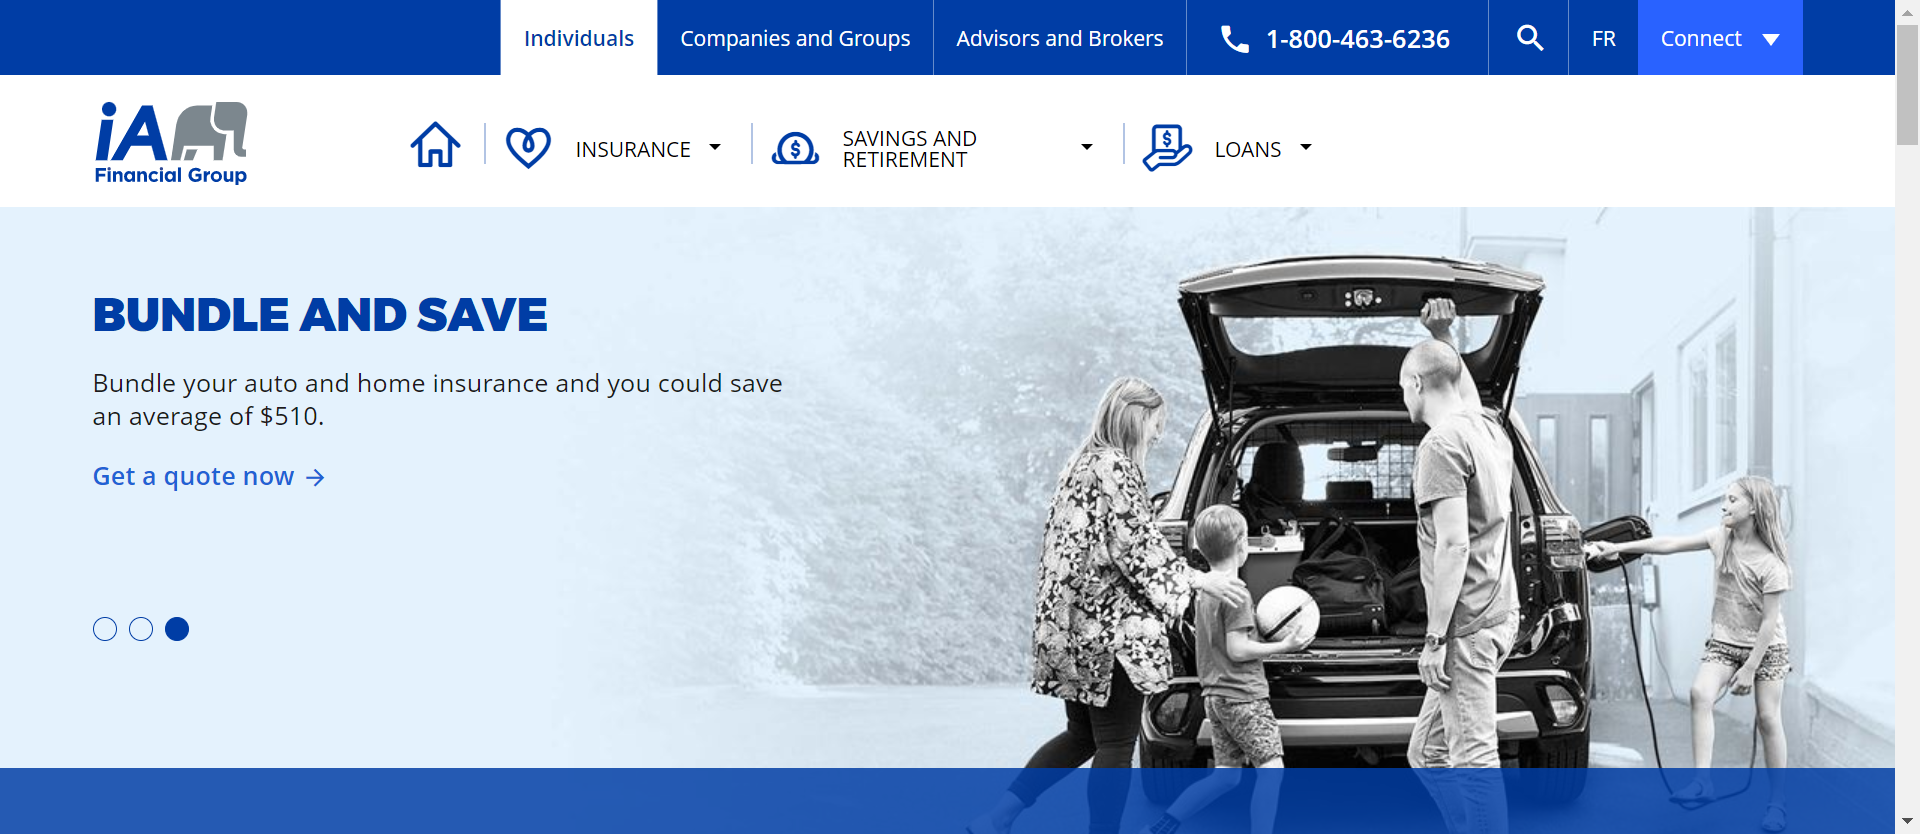 Individuals
Companies and Groups
Advisors and Brokers
1-800-463-6236
FR
Connect
iA
Financial Group
INSURANCE
SAVINGS AND
RETIREMENT
LOANS
BUNDLE AND SAVE
Bundle your auto and home insurance and you could save
an average of $510.
Get a quote now →